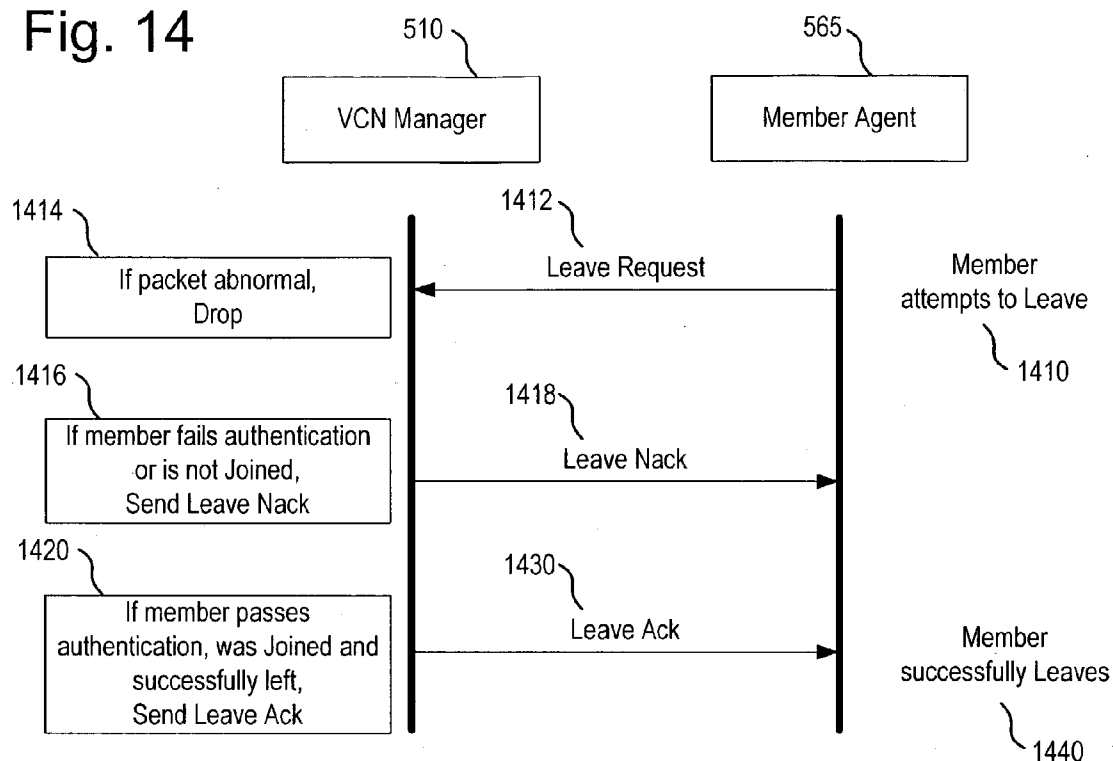 Fig. 14
510
565
VCN Manager
Member Agent
1414
1412
If packet abnormal,
Drop
Leave Request
Member
attempts to Leave
1410
1416
1418
If member fails authentication
or is not Joined,
Send Leave Nack
Leave Nack
1420
1430
If member passes
authentication, was Joined and
successfully left,
Send Leave Ack
Leave Ack
Member
successfully Leaves
1440